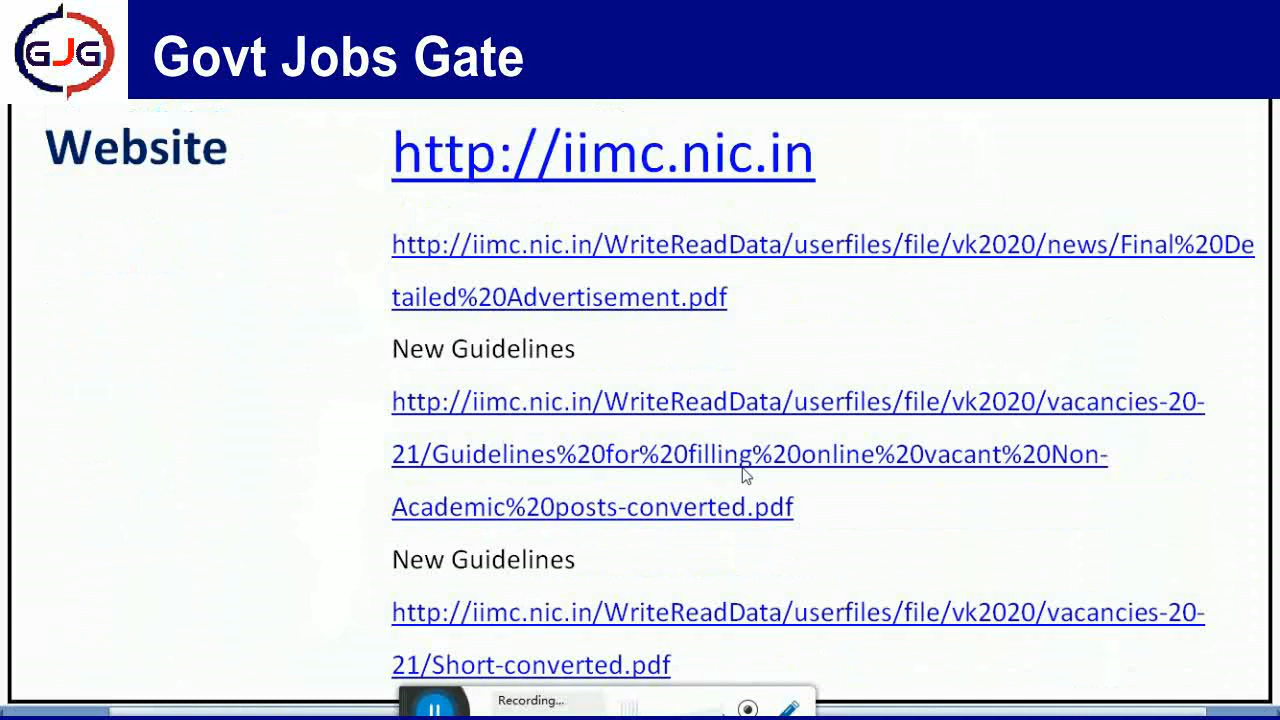 GJG
Govt Jobs Gate
Website
http://iimc.nic.in
http://iimc.nic.in/WriteReadData/userfiles/file/vk2020/news/Final%20De
tailed%20Advertisement.pdf
New Guidelines
http://iimc.nic.in/WriteReadData/userfiles/file/vk2020/vacancies-20-
21/Guidelines%20for%20filling%20online%20vacant%20Non-
Academic%20posts-converted.pdf
New Guidelines
http://iimc.nic.in/WriteReadData/userfiles/file/vk2020/vacancies-20-
21/Short-converted.pdf
Recording...